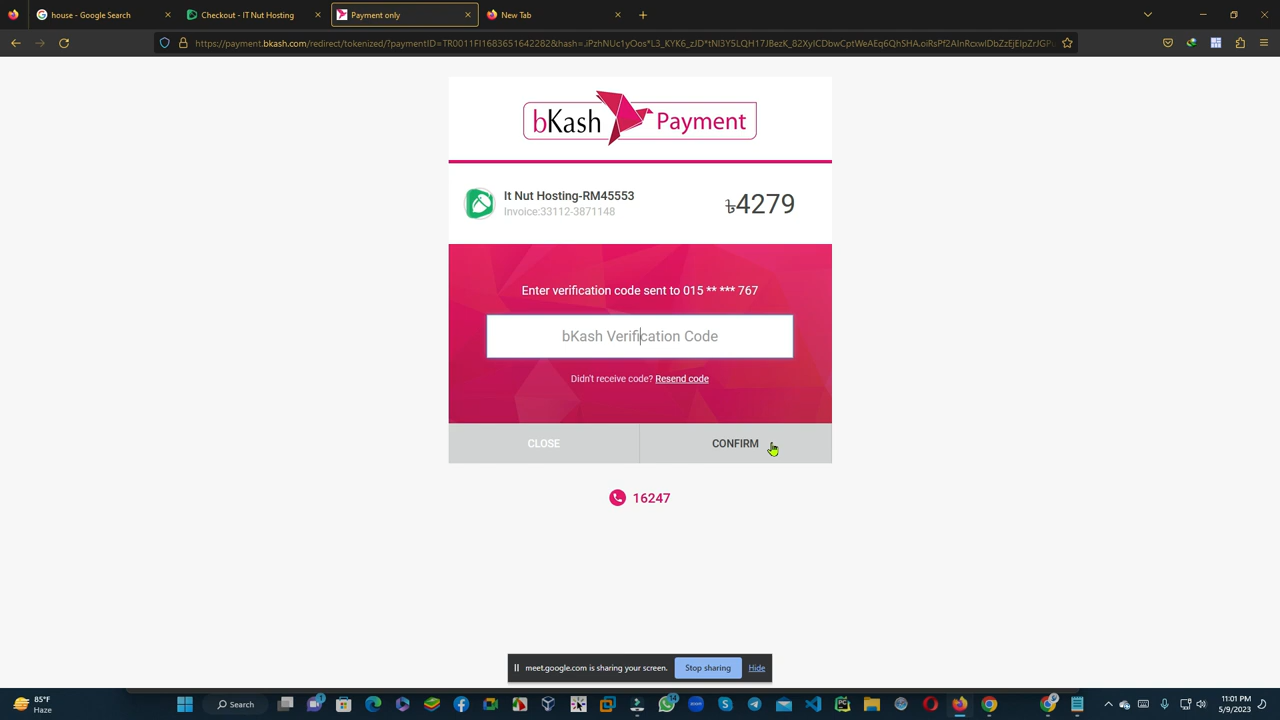 house - Google Search
Checkout - IT Nut Hosting
Payment only
New Tab
bKash Payment
It Nut Hosting-RM45553
Invoice:33112-3871148
৳4279
Enter verification code sent to 015 ** *** 767
bKash Verification Code
Didn't receive code? Resend code
CLOSE
CONFIRM
16247
meet.google.com is sharing your screen.
Stop sharing
Hide
85°F
Haze
Search
11:01 PM
5/9/2023